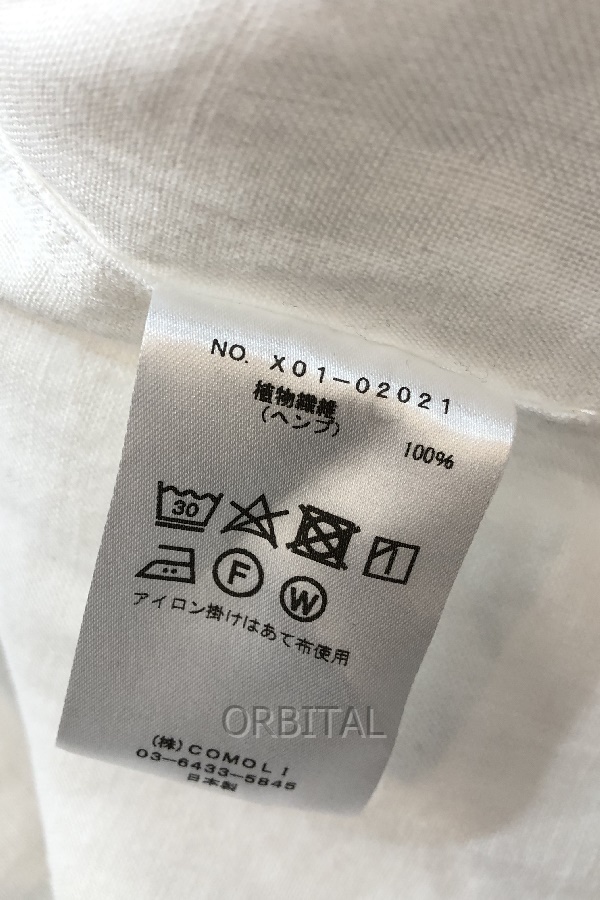 NO. X01-02021
植物繊維
(ヘンプ)
100%
30
F W
アイロン掛けはあて布使用
ORBITAL
(株)COMOLI
03-6433-5845
日本製